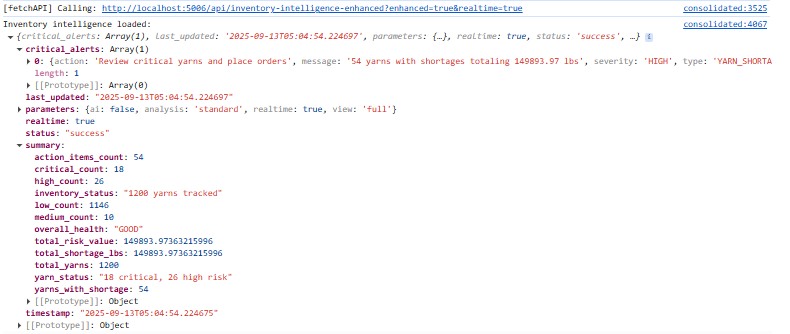 [fetchAPI] Calling: http://localhost:5006/api/inventory-intelligence-enhanced?enhanced=true&realtime=true consolidated:3525
Inventory intelligence loaded: consolidated:4067
{critical_alerts: Array(1), last_updated: '2025-09-13T05:04:54.224697', parameters: {…}, realtime: true, status: 'success', …}
critical_alerts: Array(1)
0: {action: 'Review critical yarns and place orders', message: '54 yarns with shortages totaling 149893.97 lbs', severity: 'HIGH', type: 'YARN_SHORTA
length: 1
[[Prototype]]: Array(0)
last_updated: "2025-09-13T05:04:54.224697"
parameters: {ai: false, analysis: 'standard', realtime: true, view: 'full'}
realtime: true
status: "success"
summary:
action_items_count: 54
critical_count: 18
high_count: 26
inventory_status: "1200 yarns tracked"
low_count: 1146
medium_count: 10
overall_health: "GOOD"
total_risk_value: 149893.97363215996
total_shortage_lbs: 149893.97363215996
total_yarns: 1200
yarn_status: "18 critical, 26 high risk"
yarns_with_shortage: 54
[[Prototype]]: Object
timestamp: "2025-09-13T05:04:54.224675"
[[Prototype]]: Object